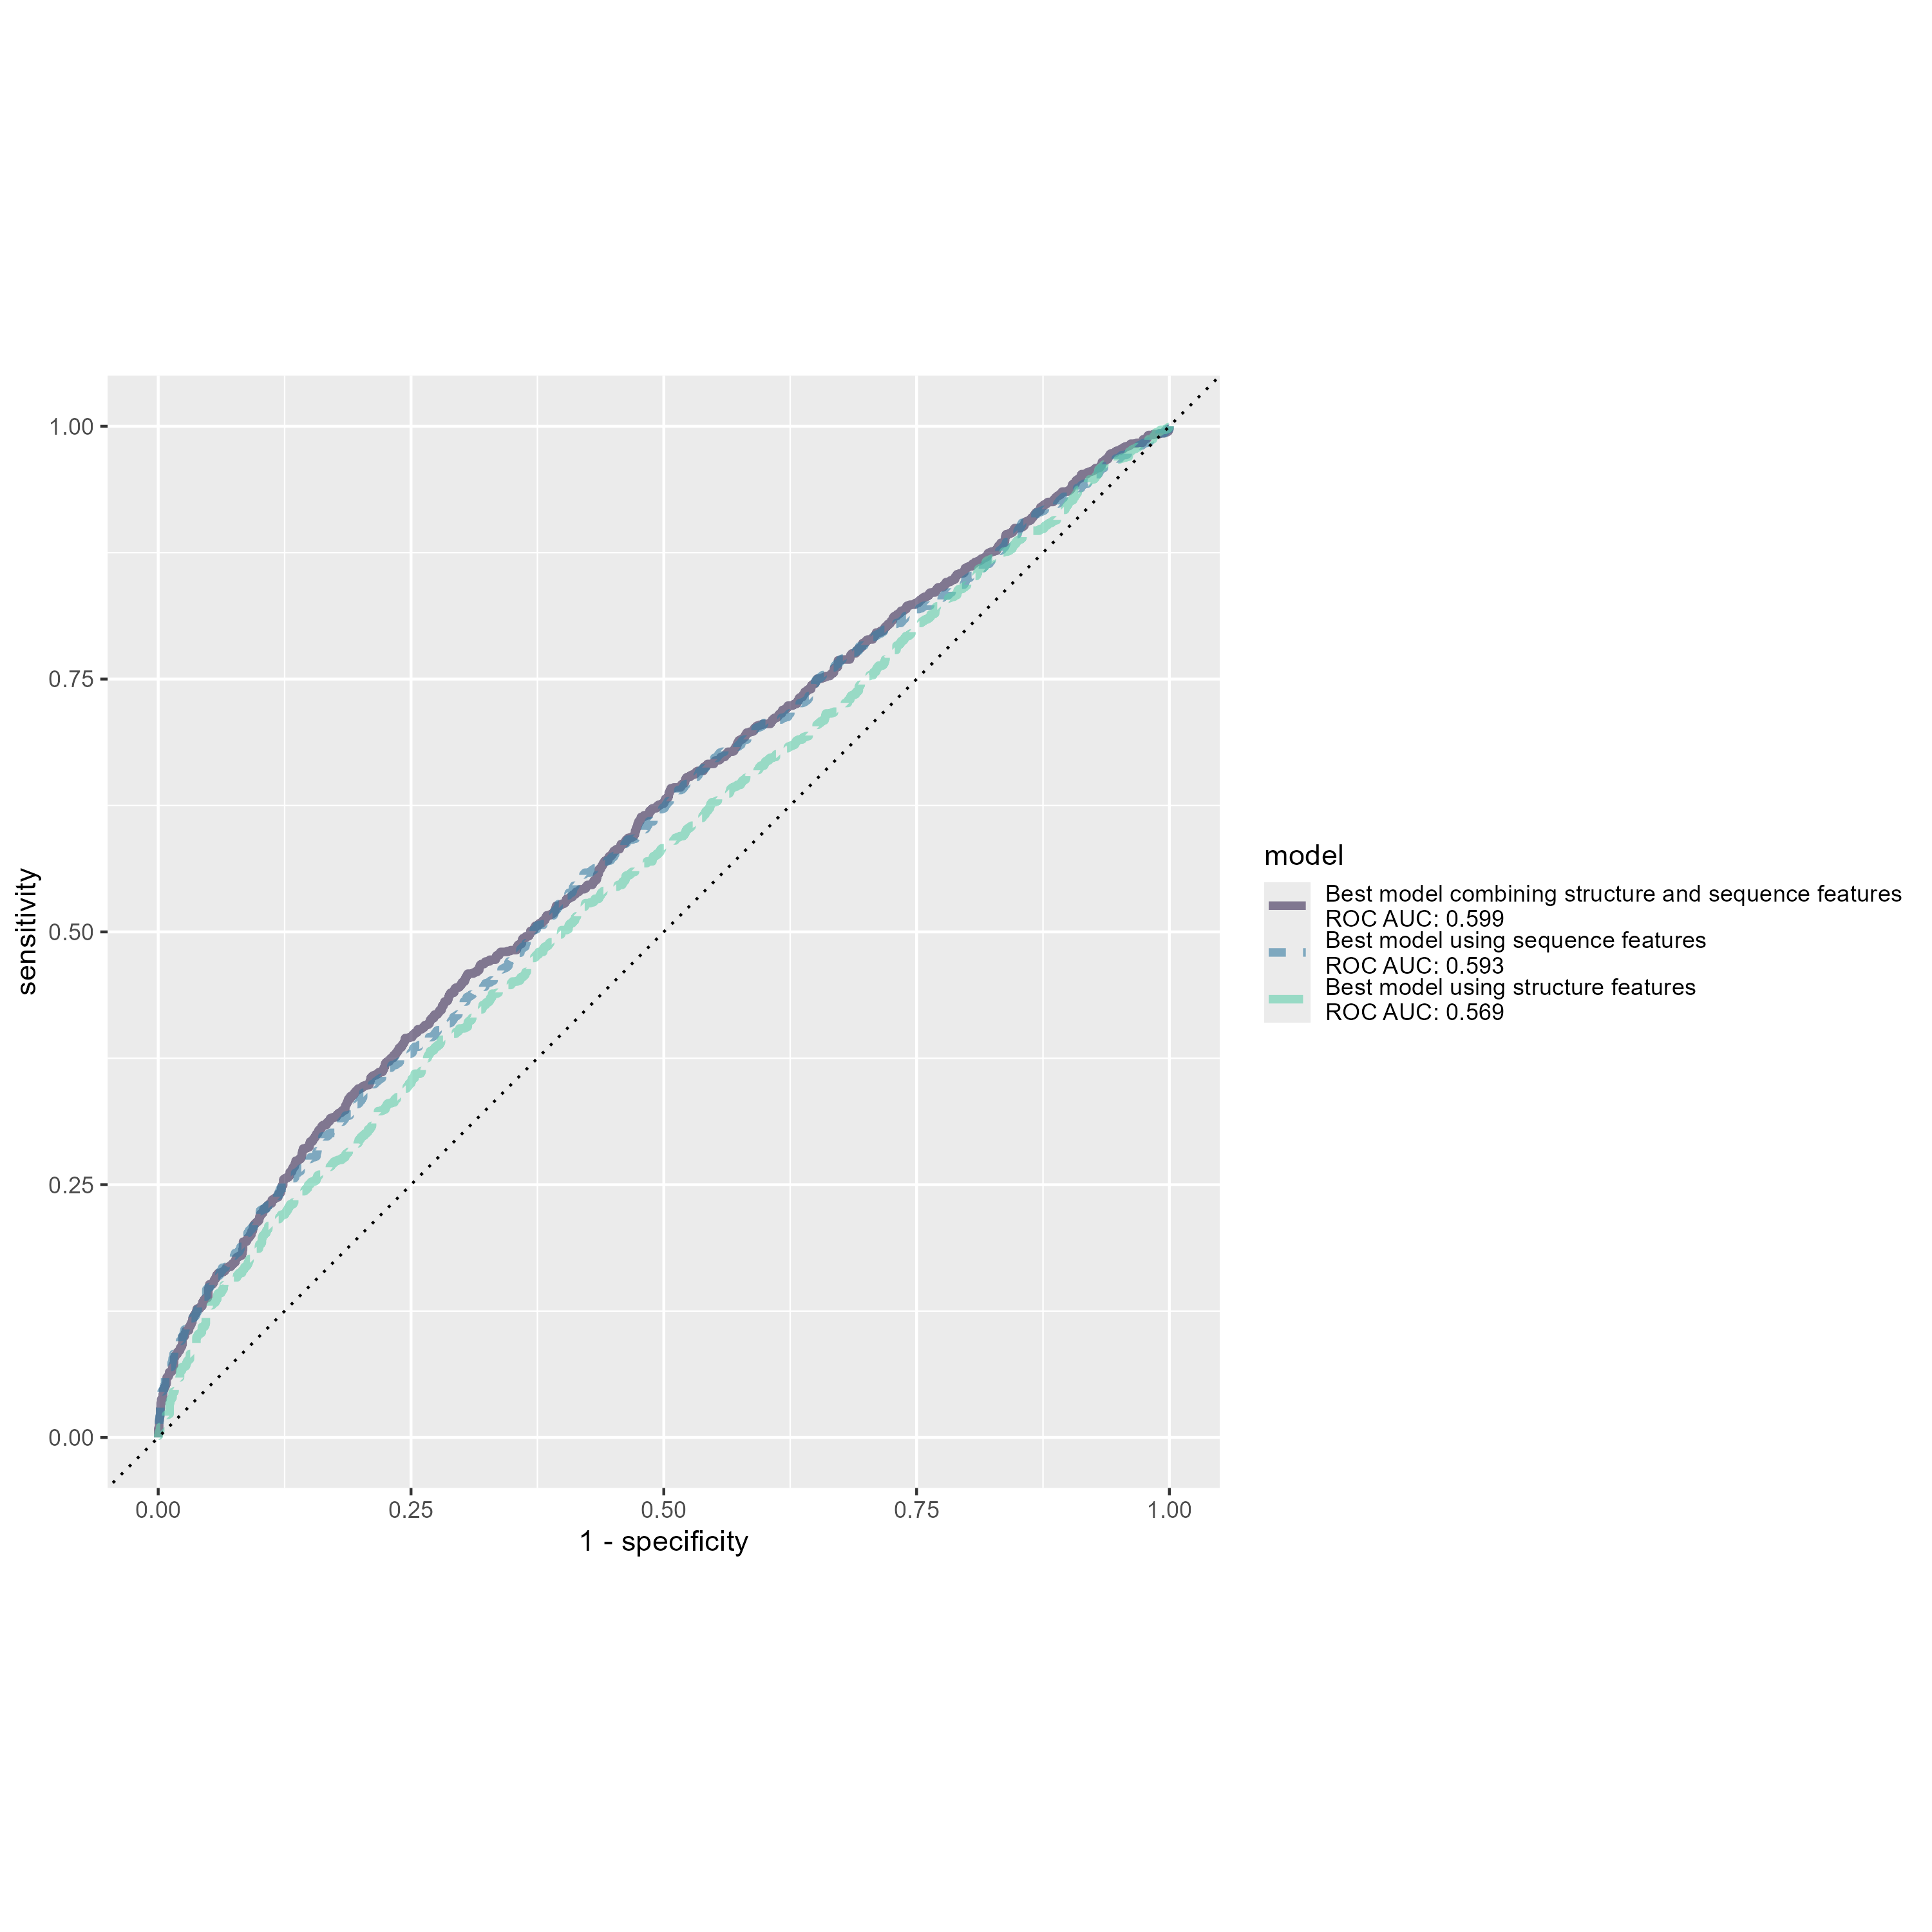 1.00
0.75
0.50
0.25
0.00
sensitivity
0.00 0.25 0.50 0.75 1.00
1 - specificity
model
Best model combining structure and sequence features
ROC AUC: 0.599
Best model using sequence features
ROC AUC: 0.593
Best model using structure features
ROC AUC: 0.569